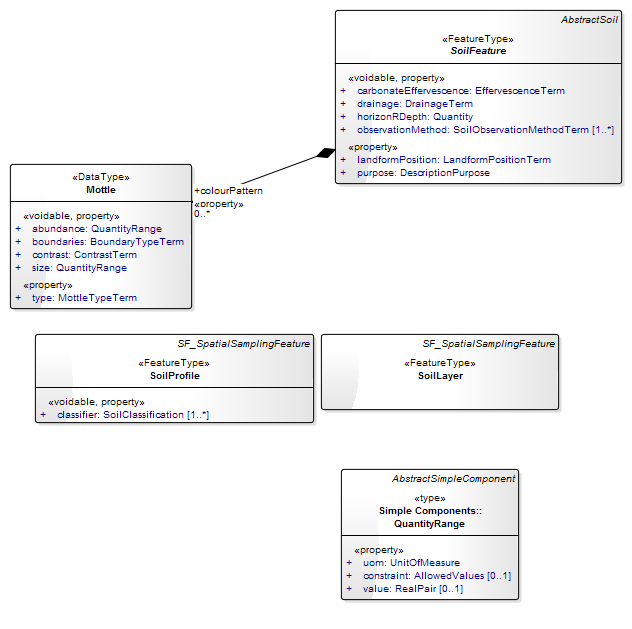 AbstractSoil
«FeatureType»
SoilFeature
«voidable, property»
+ carbonateEffervescence: EffervescenceTerm
+ drainage: DrainageTerm
+ horizonRDepth: Quantity
+ observationMethod: SoilObservationMethodTerm [1..*]
«property»
+ landformPosition: LandformPositionTerm
+ purpose: DescriptionPurpose
«DataType»
Mottle
«voidable, property»
+ abundance: QuantityRange
+ boundaries: BoundaryTypeTerm
+ contrast: ContrastTerm
+ size: QuantityRange
«property»
+ type: MottleTypeTerm
+colourPattern
«property»
0..*
SF_SpatialSamplingFeature
«FeatureType»
SoilProfile
«voidable, property»
+ classifier: SoilClassification [1..*]
SF_SpatialSamplingFeature
«FeatureType»
SoilLayer
AbstractSimpleComponent
«type»
Simple Components::
QuantityRange
«property»
+ uom: UnitOfMeasure
+ constraint: AllowedValues [0..1]
+ value: RealPair [0..1]